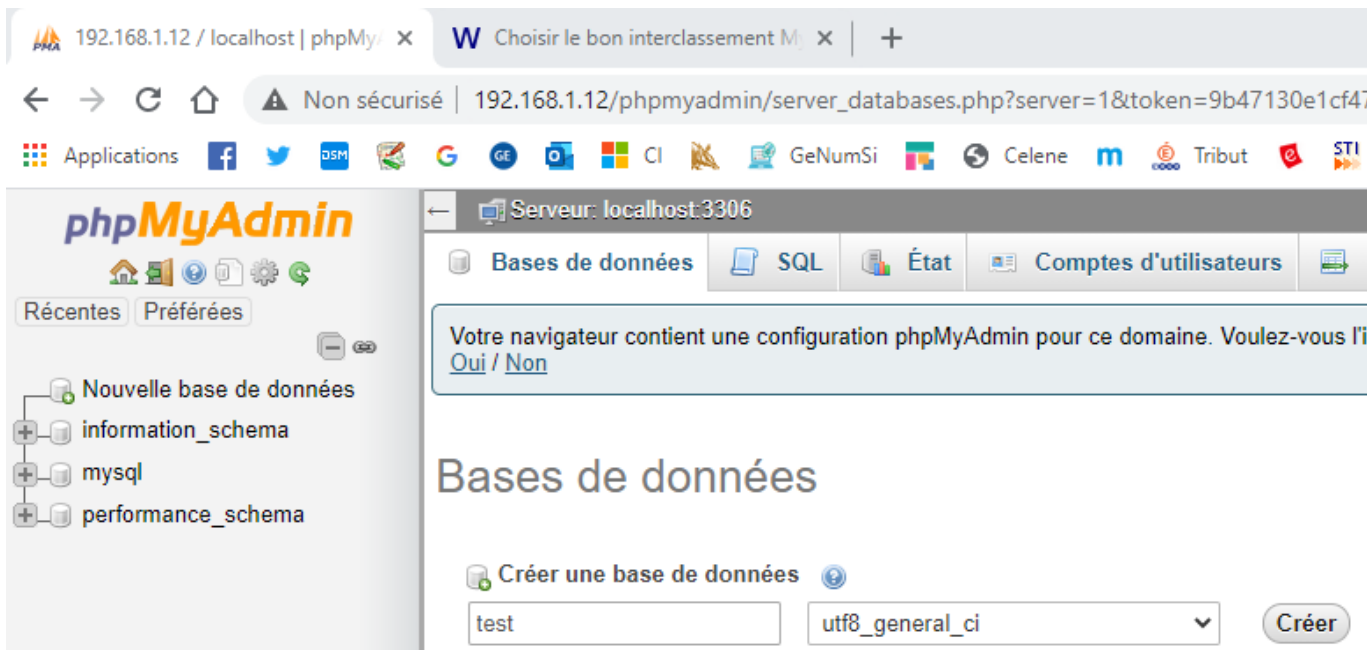 192.168.1.12 / localhost | phpMyA
W Choisir le bon interclassement M
Non sécurisé | 192.168.1.12/phpmyadmin/server_databases.php?server=1&token=9b47130e1cf47
Applications DSM G GE CI GeNumSi Celene m Tribut STI
phpMyAdmin
Serveur: localhost:3306
Bases de données SQL État Comptes d'utilisateurs
Récentes Préférées
Votre navigateur contient une configuration phpMyAdmin pour ce domaine. Voulez-vous l'i
Oui / Non
Nouvelle base de données
information_schema
mysql
performance_schema
Bases de données
Créer une base de données
test utf8_general_ci Créer